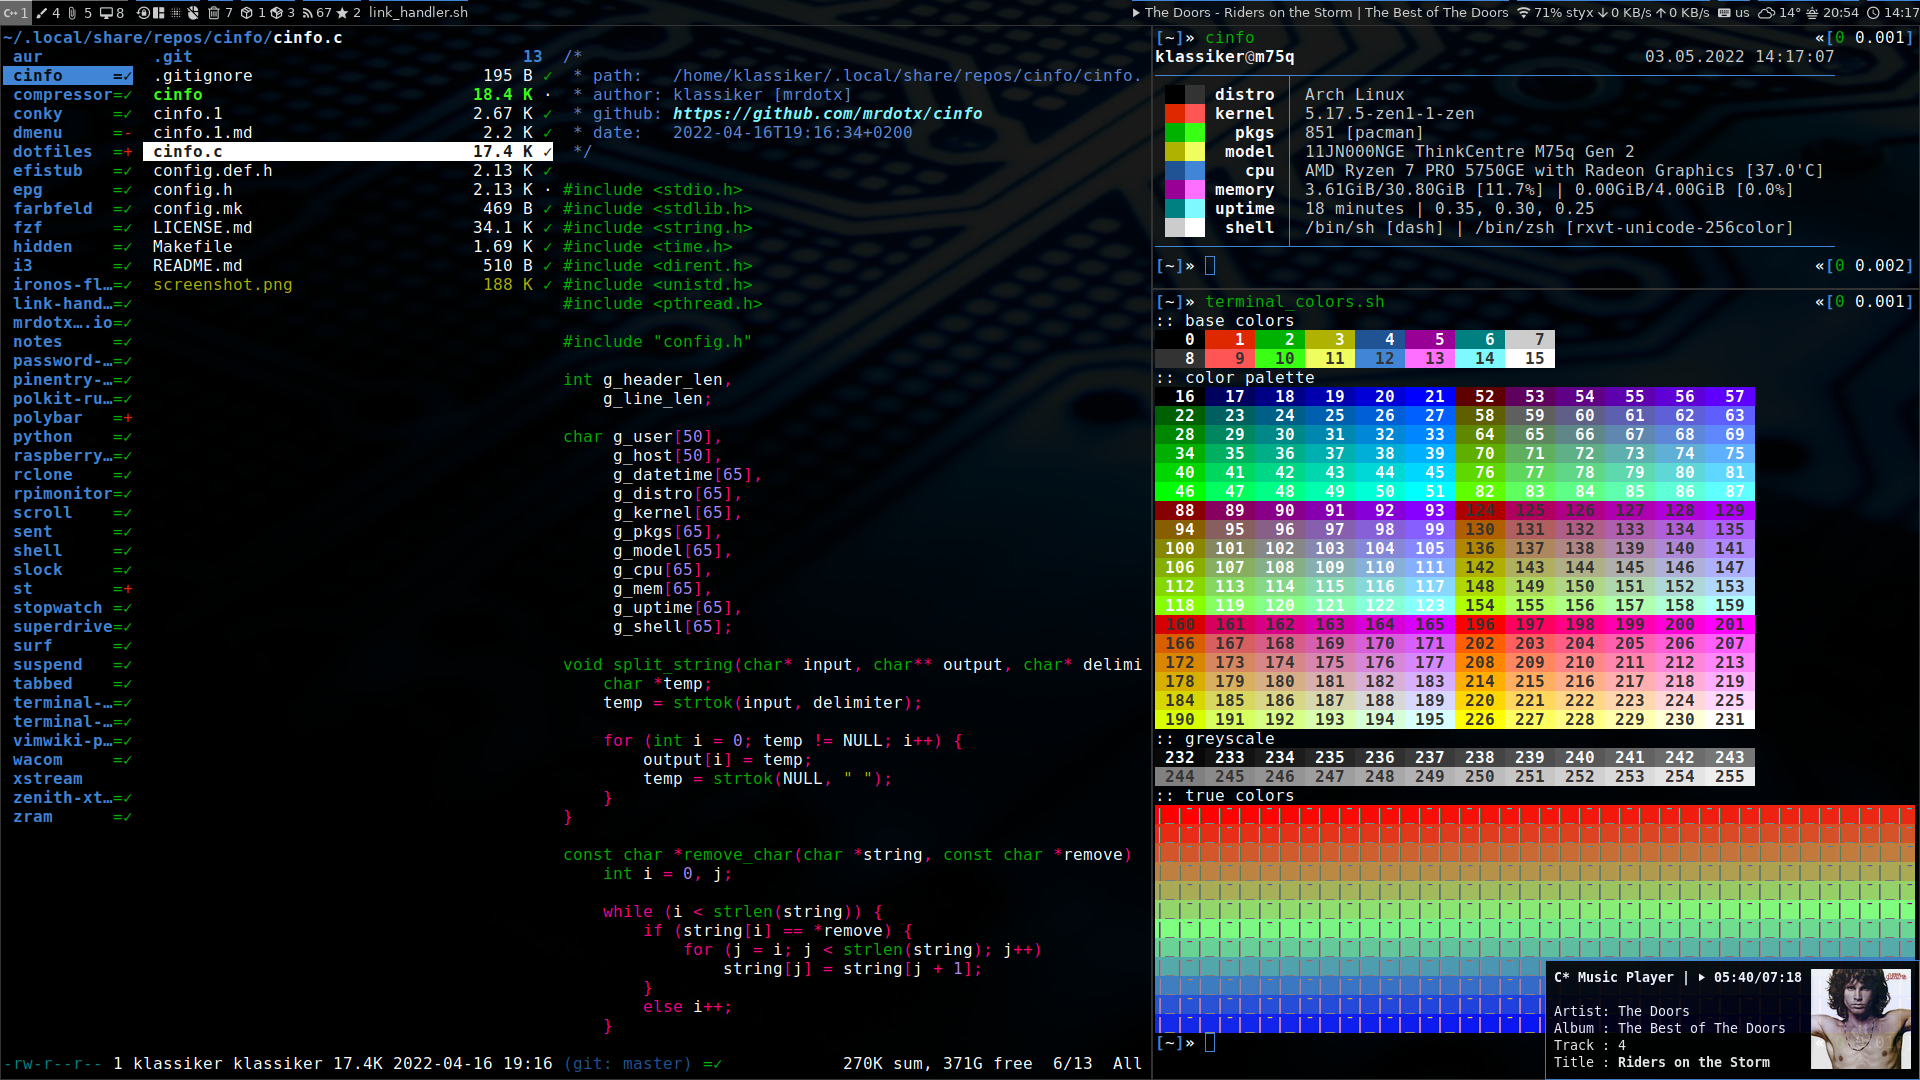 1 4 5 8 7 1 3 67 2 link_handler.sh
The Doors - Riders on the Storm | The Best of The Doors 71% styx 0 KB/s 0 KB/s us 14° 20:54 14:17
~/.local/share/repos/cinfo/cinfo.c
aur
cinfo =✓
compressor=✓
conky =✓
dmenu =-
dotfiles =+
efistub =✓
epg =✓
farbfeld =✓
fzf =✓
hidden =✓
i3 =✓
ironos-fl…=✓
link-hand…=✓
mrdotx….io=✓
notes =✓
password-…=✓
pinentry-…=✓
polkit-ru…=✓
polybar =+
python =✓
raspberry…=✓
rclone =✓
rpimonitor=✓
scroll =✓
sent =✓
shell =✓
slock =✓
st =+
stopwatch =✓
superdrive=✓
surf =✓
suspend =✓
tabbed =✓
terminal-…=✓
terminal-…=✓
vimwiki-p…=✓
wacom =✓
xstream
zenith-xt…=✓
zram =✓
.git 13
.gitignore 195 B ✓
cinfo 18.4 K ·
cinfo.1 2.67 K ✓
cinfo.1.md 2.2 K ✓
cinfo.c 17.4 K ✓
config.def.h 2.13 K ✓
config.h 2.13 K ·
config.mk 469 B ✓
LICENSE.md 34.1 K ✓
Makefile 1.69 K ✓
README.md 510 B ✓
screenshot.png 188 K ✓
/*
 * path:   /home/klassiker/.local/share/repos/cinfo/cinfo.
 * author: klassiker [mrdotx]
 * github: https://github.com/mrdotx/cinfo
 * date:   2022-04-16T19:16:34+0200
 */
#include <stdio.h>
#include <stdlib.h>
#include <string.h>
#include <time.h>
#include <dirent.h>
#include <unistd.h>
#include <pthread.h>
#include "config.h"
int g_header_len,
    g_line_len;
char g_user[50],
     g_host[50],
     g_datetime[65],
     g_distro[65],
     g_kernel[65],
     g_pkgs[65],
     g_model[65],
     g_cpu[65],
     g_mem[65],
     g_uptime[65],
     g_shell[65];
void split_string(char* input, char** output, char* delimi
    char *temp;
    temp = strtok(input, delimiter);
    for (int i = 0; temp != NULL; i++) {
        output[i] = temp;
        temp = strtok(NULL, " ");
    }
}
const char *remove_char(char *string, const char *remove)
    int i = 0, j;
    while (i < strlen(string)) {
        if (string[i] == *remove) {
            for (j = i; j < strlen(string); j++)
                string[j] = string[j + 1];
        }
        else i++;
    }
-rw-r--r-- 1 klassiker klassiker 17.4K 2022-04-16 19:16 (git: master) =✓ 270K sum, 371G free 6/13 All
[~]» cinfo «[0 0.001]
klassiker@m75q 03.05.2022 14:17:07
distro Arch Linux
kernel 5.17.5-zen1-1-zen
pkgs 851 [pacman]
model 11JN000NGE ThinkCentre M75q Gen 2
cpu AMD Ryzen 7 PRO 5750GE with Radeon Graphics [37.0'C]
memory 3.61GiB/30.80GiB [11.7%] | 0.00GiB/4.00GiB [0.0%]
uptime 18 minutes | 0.35, 0.30, 0.25
shell /bin/sh [dash] | /bin/zsh [rxvt-unicode-256color]
[~]» «[0 0.002]
[~]» terminal_colors.sh «[0 0.001]
:: base colors
0 1 2 3 4 5 6 7
8 9 10 11 12 13 14 15
:: color palette
16 17 18 19 20 21 52 53 54 55 56 57
22 23 24 25 26 27 58 59 60 61 62 63
28 29 30 31 32 33 64 65 66 67 68 69
34 35 36 37 38 39 70 71 72 73 74 75
40 41 42 43 44 45 76 77 78 79 80 81
46 47 48 49 50 51 82 83 84 85 86 87
88 89 90 91 92 93 124 125 126 127 128 129
94 95 96 97 98 99 130 131 132 133 134 135
100 101 102 103 104 105 136 137 138 139 140 141
106 107 108 109 110 111 142 143 144 145 146 147
112 113 114 115 116 117 148 149 150 151 152 153
118 119 120 121 122 123 154 155 156 157 158 159
160 161 162 163 164 165 196 197 198 199 200 201
166 167 168 169 170 171 202 203 204 205 206 207
172 173 174 175 176 177 208 209 210 211 212 213
178 179 180 181 182 183 214 215 216 217 218 219
184 185 186 187 188 189 220 221 222 223 224 225
190 191 192 193 194 195 226 227 228 229 230 231
:: greyscale
232 233 234 235 236 237 238 239 240 241 242 243
244 245 246 247 248 249 250 251 252 253 254 255
:: true colors
[~]»
C* Music Player | 05:40/07:18
Artist: The Doors
Album : The Best of The Doors
Track : 4
Title : Riders on the Storm